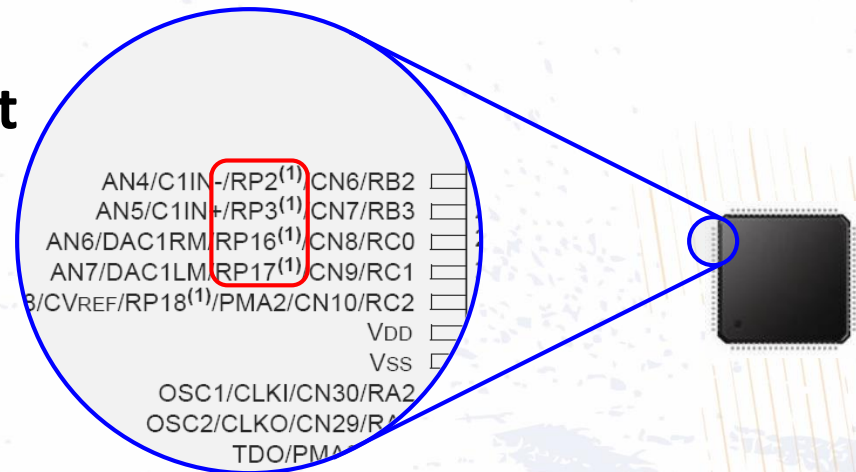 t
AN4/C1IN-/RP2(1)/CN6/RB2
AN5/C1IN+/RP3(1)/CN7/RB3
AN6/DAC1RM/RP16(1)/CN8/RC0
AN7/DAC1LM/RP17(1)/CN9/RC1
/CVREF/RP18(1)/PMA2/CN10/RC2
VDD
VSS
OSC1/CLKI/CN30/RA2
OSC2/CLKO/CN29/
TDO/